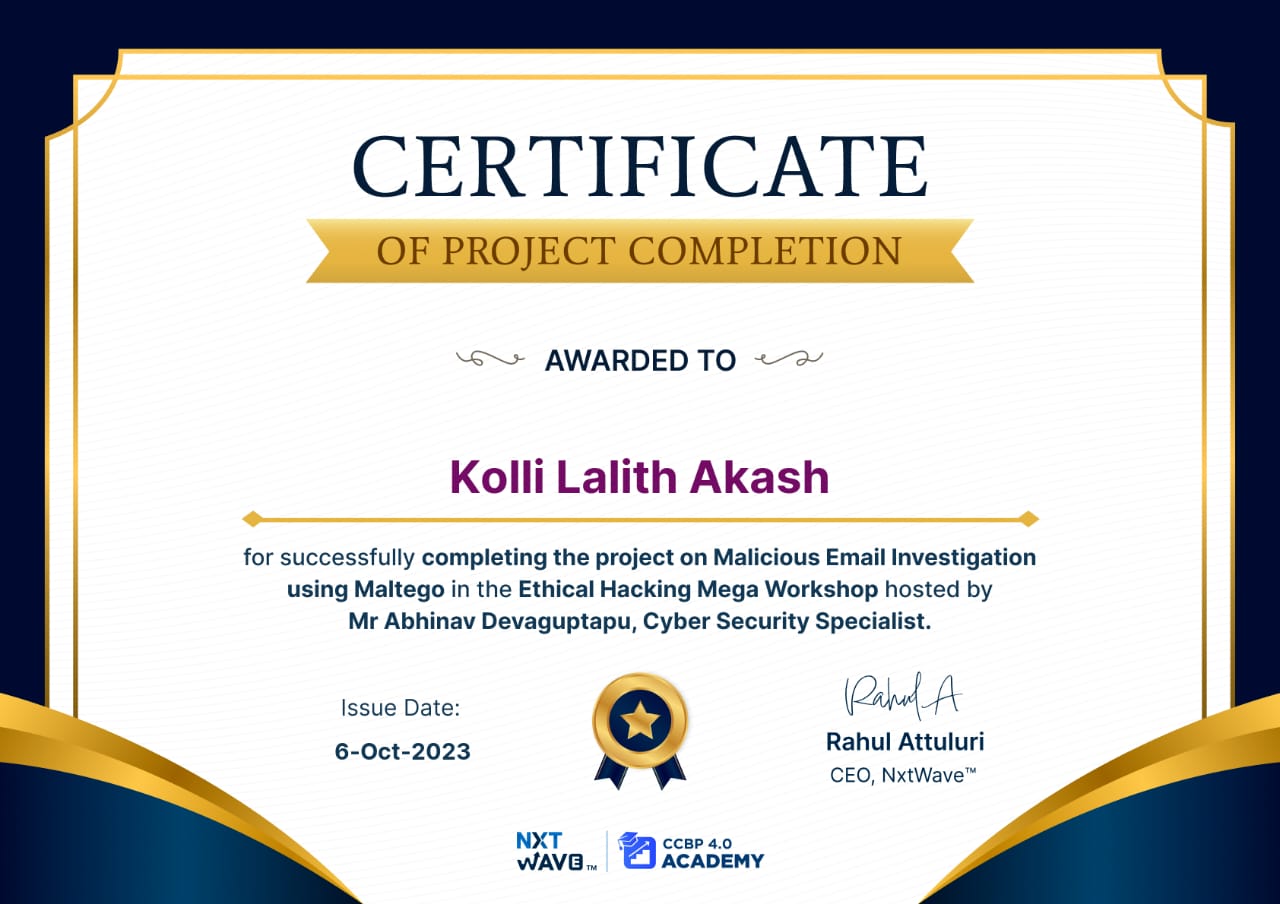 CERTIFICATE
OF PROJECT COMPLETION
AWARDED TO
Kolli Lalith Akash
for successfully completing the project on Malicious Email Investigation
using Maltego in the Ethical Hacking Mega Workshop hosted by
Mr Abhinav Devaguptapu, Cyber Security Specialist.
Issue Date:
6-Oct-2023
Rahul A
Rahul Attuluri
CEO, NxtWave™
NXT
WAVE™
CCBP 4.0
ACADEMY